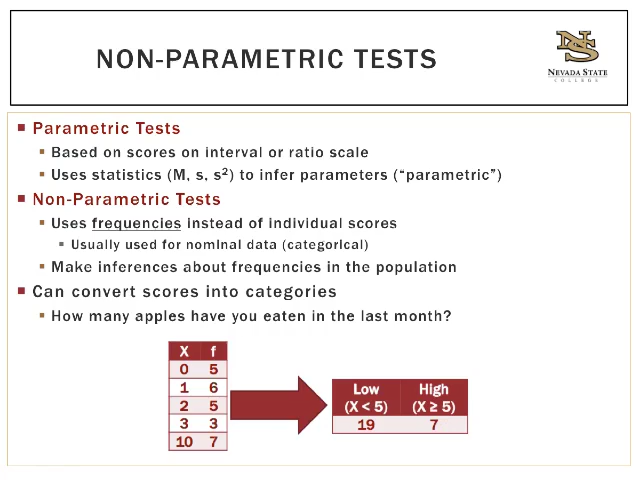 NON-PARAMETRIC TESTS
NS
NEVADA STATE
COLLEGE
Parametric Tests
Based on scores on interval or ratio scale
Uses statistics (M, s, s²) to infer parameters (“parametric”)
Non-Parametric Tests
Uses frequencies instead of individual scores
Usually used for nominal data (categorical)
Make inferences about frequencies in the population
Can convert scores into categories
How many apples have you eaten in the last month?
X f
0 5
1 6
2 5
3 3
10 7
Low High
(X < 5) (X ≥ 5)
19 7